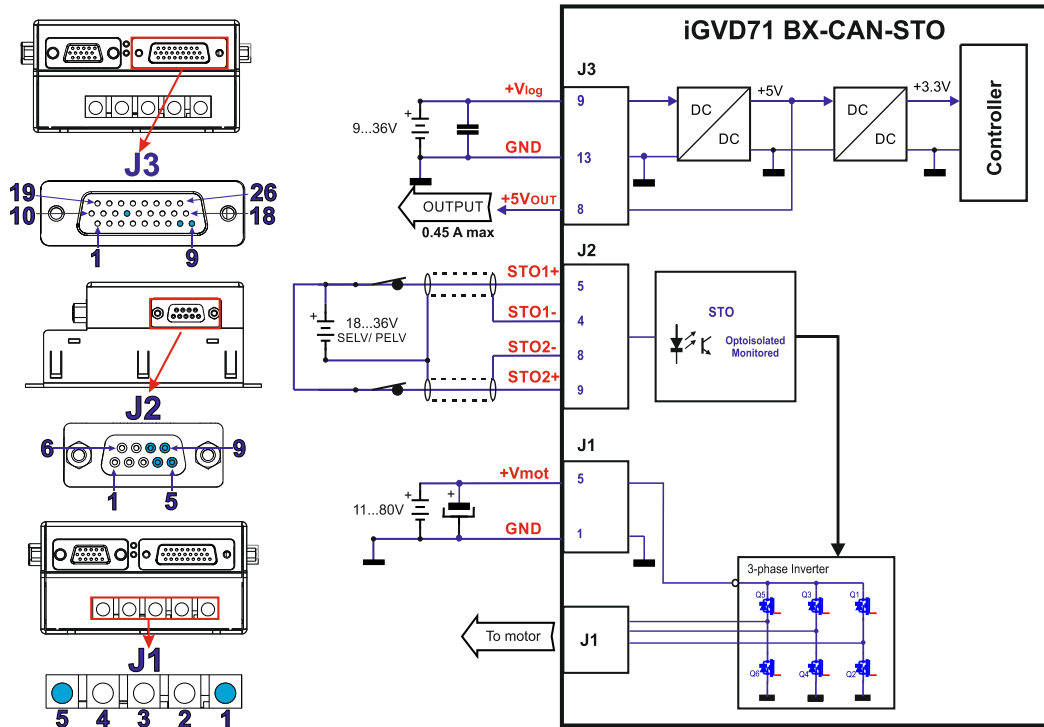 iGVD71 BX-CAN-STO
J3
19
26
10
18
1
9
J2
6
9
1
5
J1
5
4
3
2
1
J3
+Vlog
9
9...36V
GND
13
+5VOUT
8
OUTPUT
0.45 A max
DC
DC
+5V
DC
DC
+3.3V
Controller
J2
STO1+
5
STO1-
4
18...36V
SELV/ PELV
STO2-
8
STO2+
9
STO
Optoisolated
Monitored
J1
+Vmot
5
11...80V
GND
1
3-phase Inverter
Q5
Q3
Q1
Q6
Q4
Q2
To motor
J1
+
+
+
+